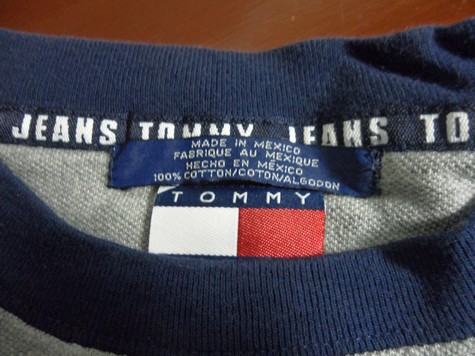 JEANS TOMMY JEANS TO
MADE IN MEXICO
FABRIQUE AU MEXIQUE
HECHO EN MÉXICO
100% COTTON/COTON/ALGODON
TOMMY